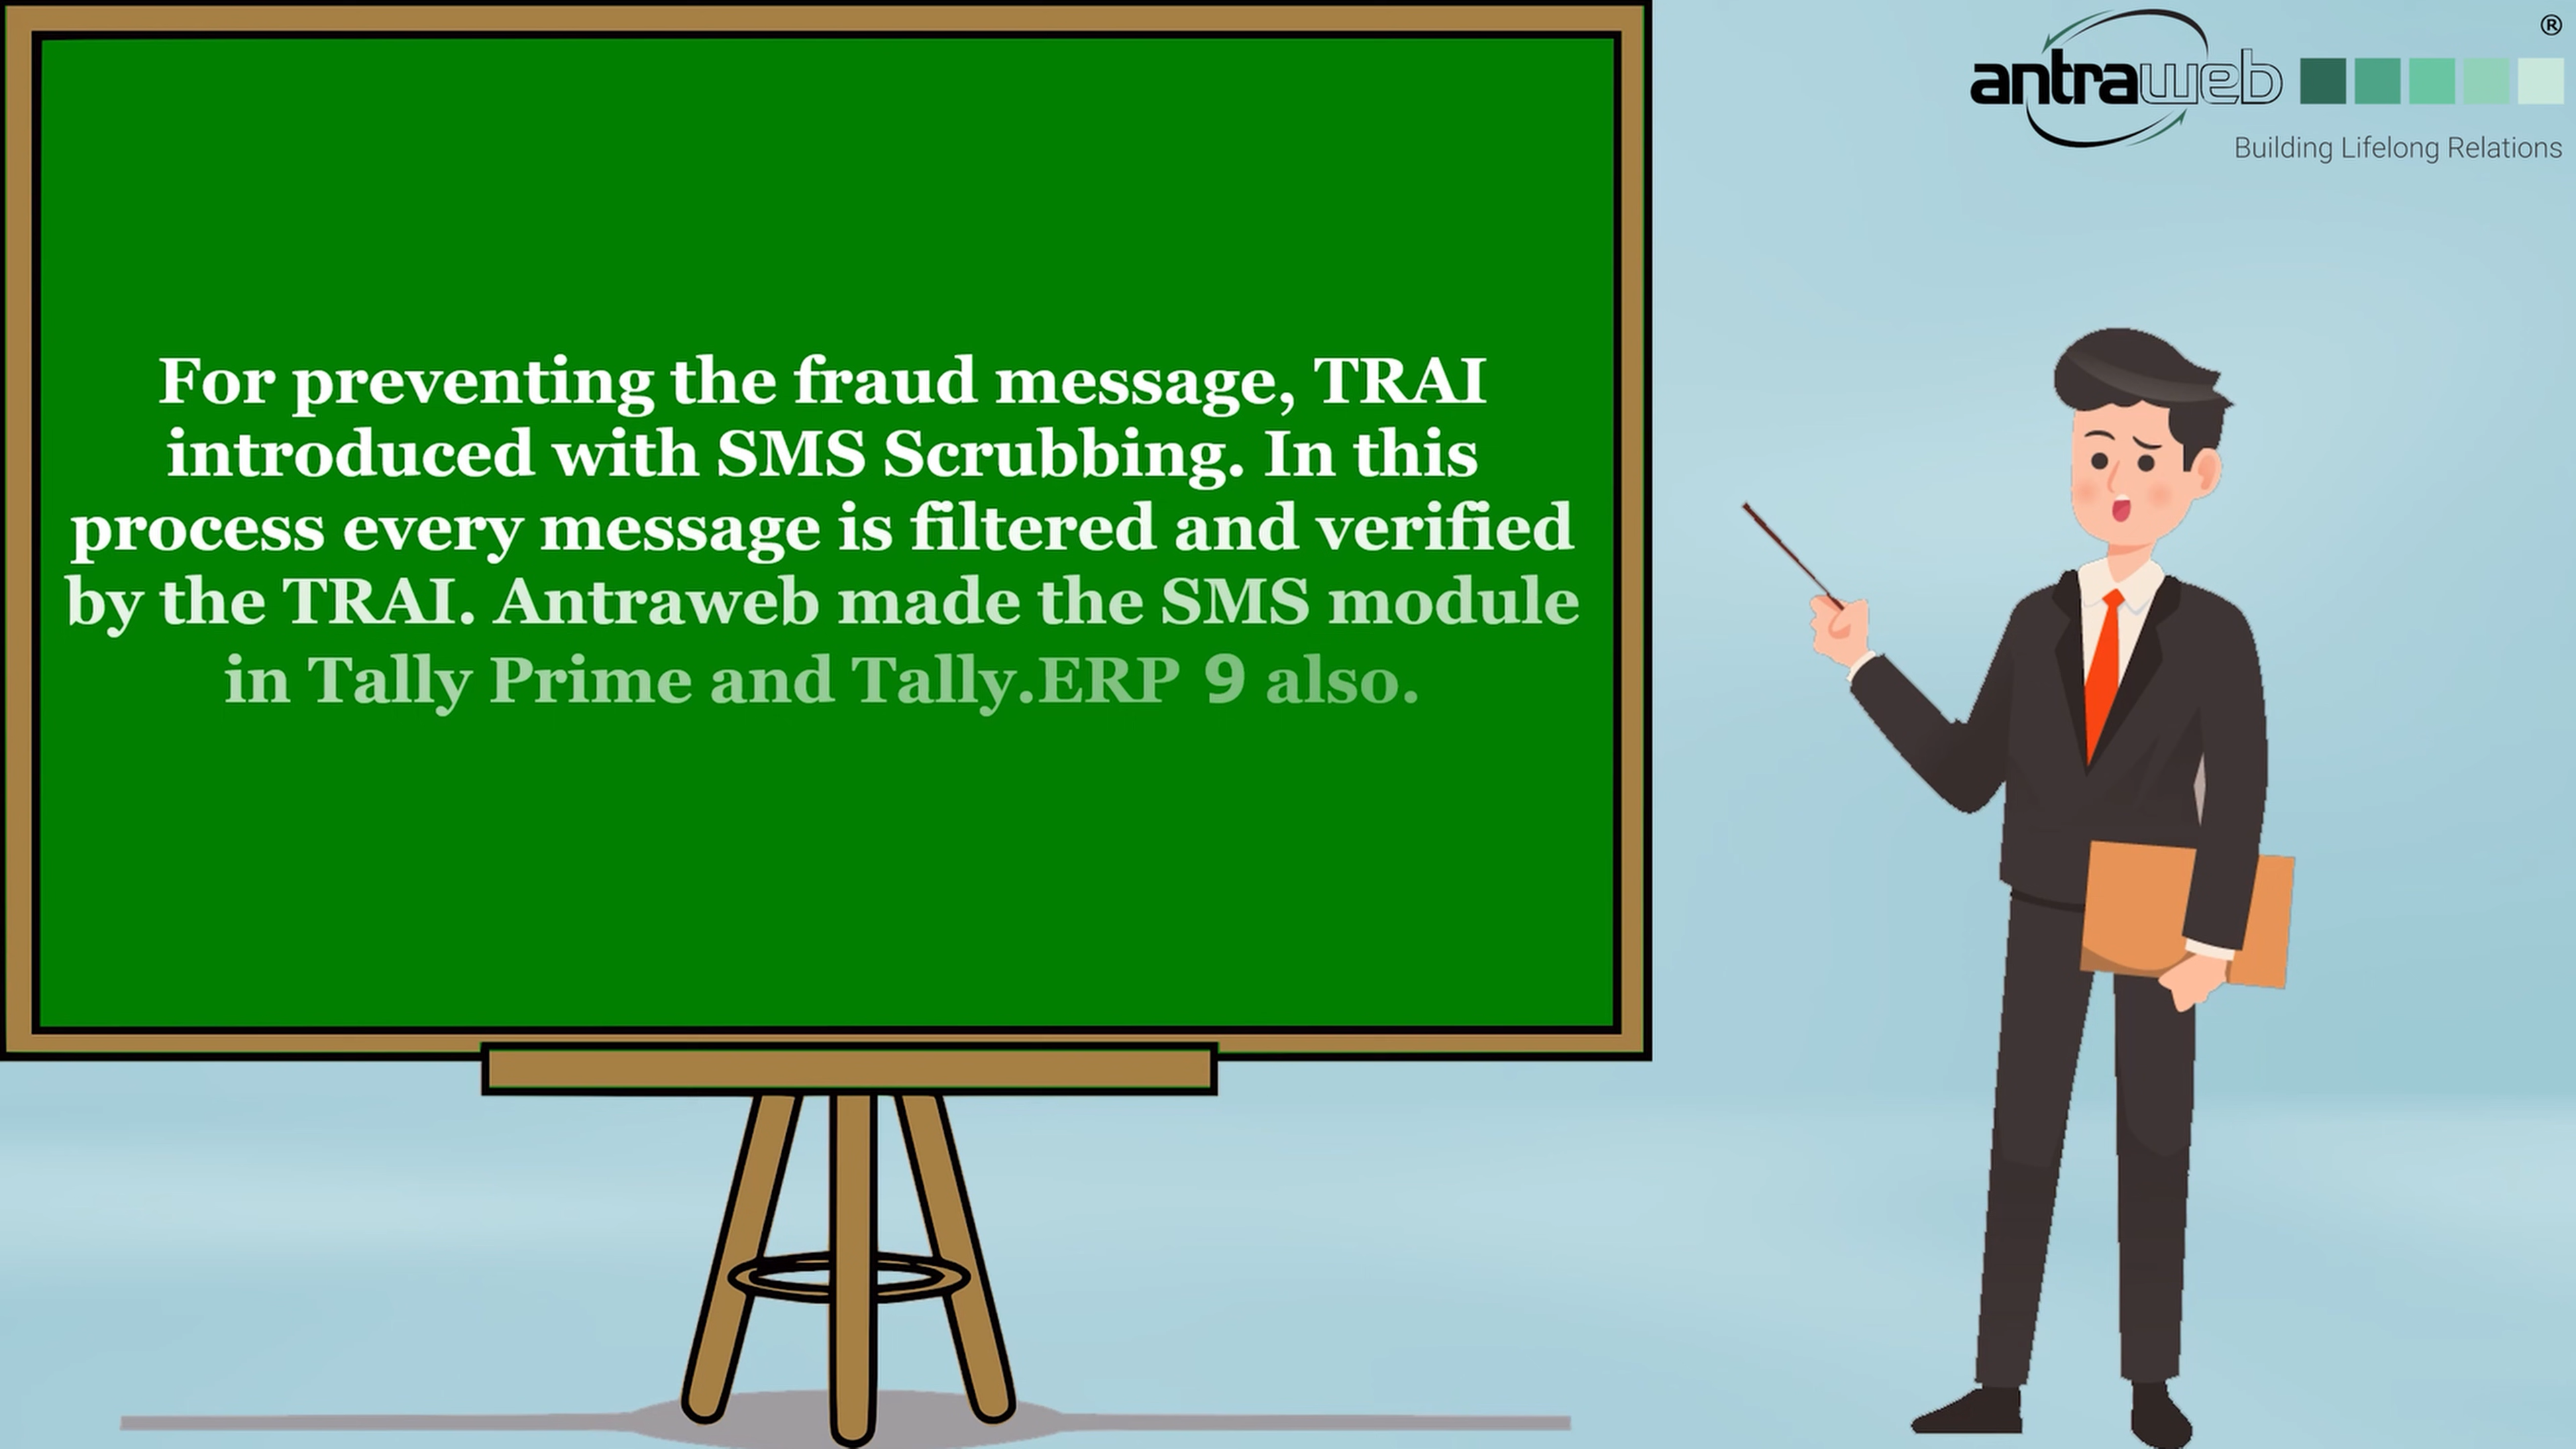 antraweb ®
Building Lifelong Relations
For preventing the fraud message, TRAI
introduced with SMS Scrubbing. In this
process every message is filtered and verified
by the TRAI. Antraweb made the SMS module
in Tally Prime and Tally.ERP 9 also.